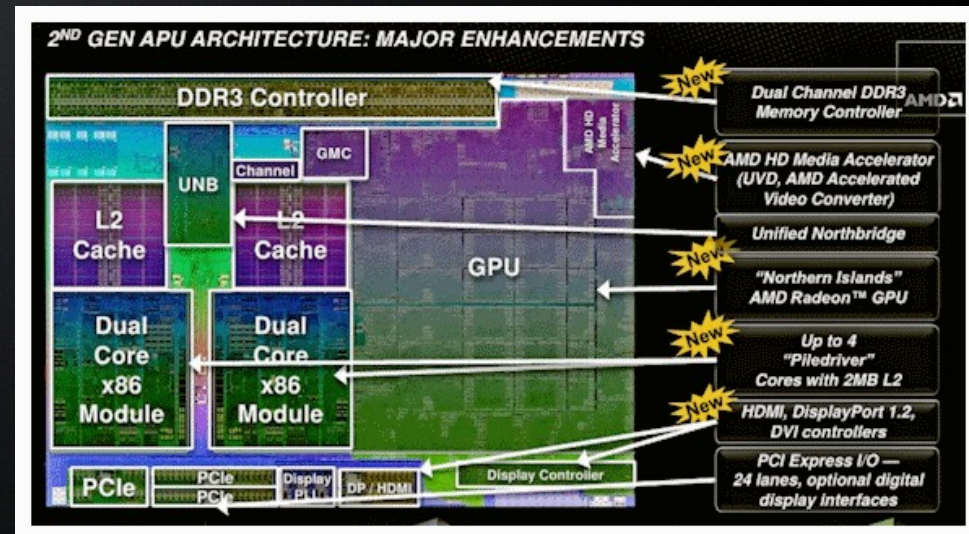 2ND GEN APU ARCHITECTURE: MAJOR ENHANCEMENTS
DDR3 Controller
UNB
Channel
GMC
AMD HD
Media
Accelerator
L2
Cache
L2
Cache
GPU
Dual
Core
x86
Module
Dual
Core
x86
Module
PCIe
PCIe
PCIe
Display
PLL
DP / HDMI
Display Controller
New
Dual Channel DDR3
Memory Controller
AMD
New
AMD HD Media Accelerator
(UVD, AMD Accelerated
Video Converter)
Unified Northbridge
New
"Northern Islands"
AMD Radeon™ GPU
New
Up to 4
"Piledriver"
Cores with 2MB L2
New
HDMI, DisplayPort 1.2,
DVI controllers
PCI Express I/O —
24 lanes, optional digital
display interfaces